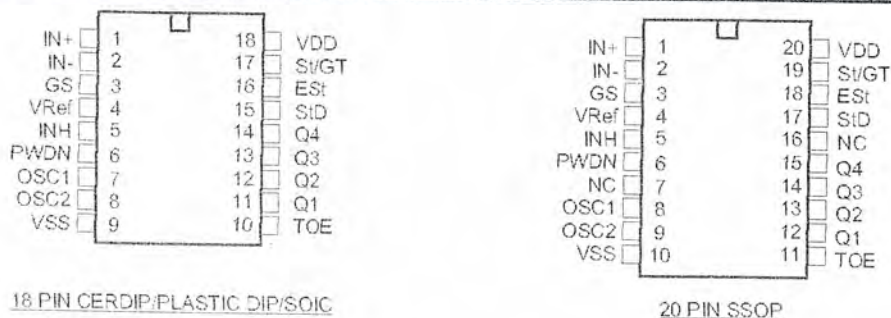 IN+ 1 18 VDD
IN- 2 17 St/GT
GS 3 16 ESt
VRef 4 15 StD
INH 5 14 Q4
PWDN 6 13 Q3
OSC1 7 12 Q2
OSC2 8 11 Q1
VSS 9 10 TOE
18 PIN CERDIP/PLASTIC DIP/SOIC
IN+ 1 20 VDD
IN- 2 19 St/GT
GS 3 18 ESt
VRef 4 17 StD
INH 5 16 NC
PWDN 6 15 Q4
NC 7 14 Q3
OSC1 8 13 Q2
OSC2 9 12 Q1
VSS 10 11 TOE
20 PIN SSOP